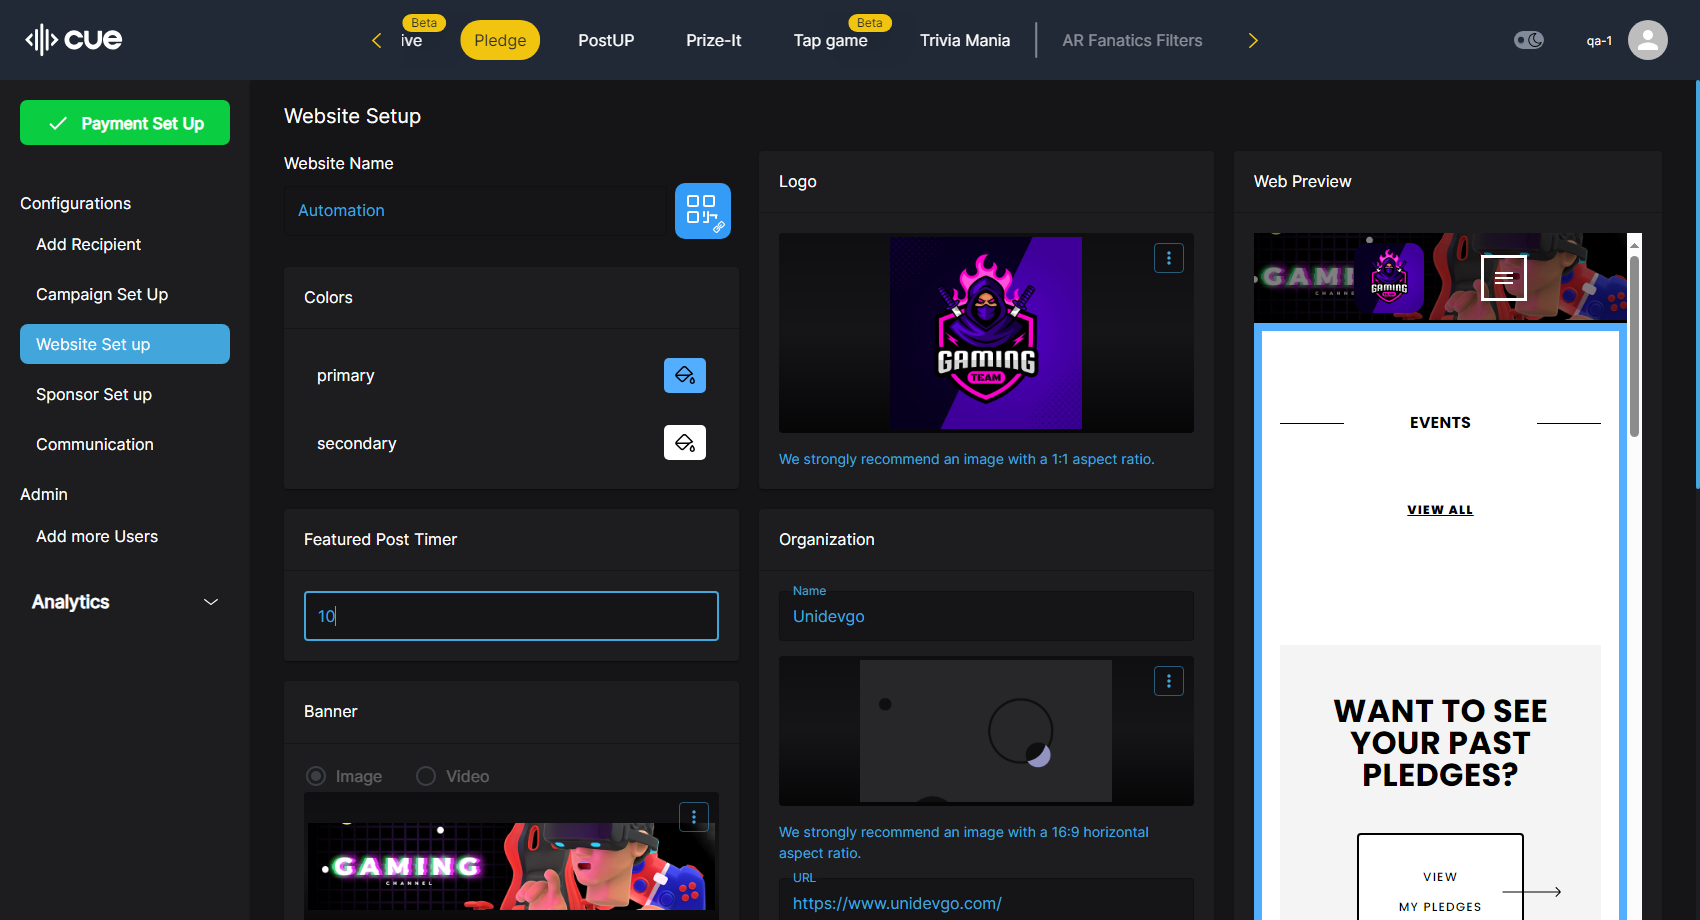 cue
Beta
ive
Pledge
PostUP
Prize-It
Beta
Tap game
Trivia Mania
AR Fanatics Filters
qa-1
Payment Set Up
Configurations
Add Recipient
Campaign Set Up
Website Set up
Sponsor Set up
Communication
Admin
Add more Users
Analytics
Website Setup
Website Name
Automation
Colors
primary
secondary
Featured Post Timer
10
Banner
Image
Video
GAMING
CHANNEL
Logo
GAMING
TEAM
We strongly recommend an image with a 1:1 aspect ratio.
Organization
Name
Unidevgo
We strongly recommend an image with a 16:9 horizontal
aspect ratio.
URL
https://www.unidevgo.com/
Web Preview
GAMI
CHANN
GAMING
TEAM
EVENTS
VIEW ALL
WANT TO SEE
YOUR PAST
PLEDGES?
VIEW
MY PLEDGES